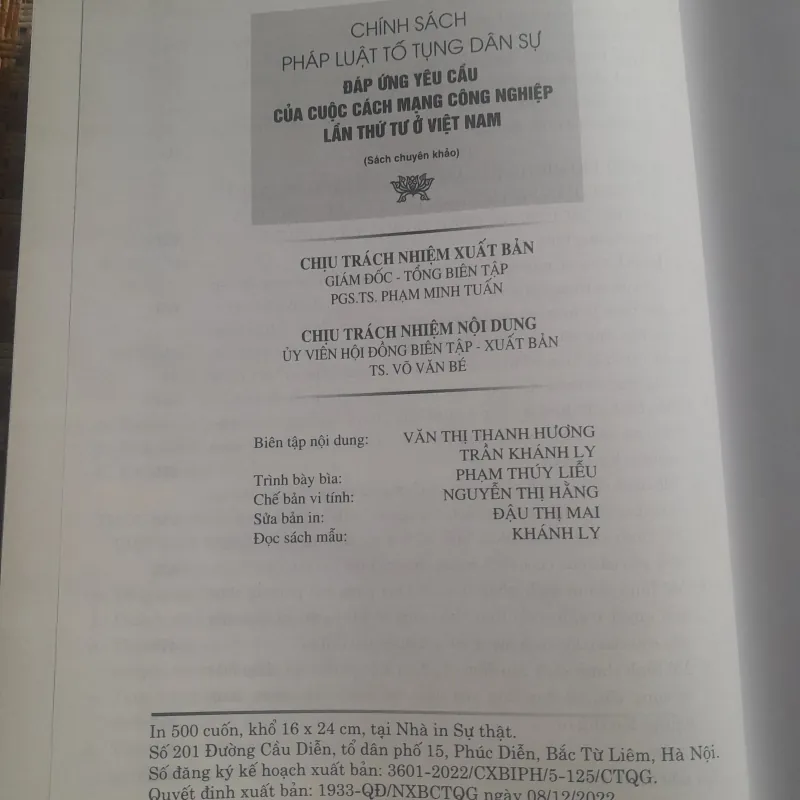 CHÍNH SÁCH
PHÁP LUẬT TỐ TỤNG DÂN SỰ
ĐÁP ỨNG YÊU CẦU
CỦA CUỘC CÁCH MẠNG CÔNG NGHIỆP
LẦN THỨ TƯ Ở VIỆT NAM
(Sách chuyên khảo)
CHỊU TRÁCH NHIỆM XUẤT BẢN
GIÁM ĐỐC - TỔNG BIÊN TẬP
PGS.TS. PHẠM MINH TUẤN
CHỊU TRÁCH NHIỆM NỘI DUNG
ỦY VIÊN HỘI ĐỒNG BIÊN TẬP - XUẤT BẢN
TS. VÕ VĂN BÉ
Biên tập nội dung: VĂN THỊ THANH HƯƠNG
TRẦN KHÁNH LY
Trình bày bìa: PHẠM THÚY LIỄU
Chế bản vi tính: NGUYỄN THỊ HẰNG
Sửa bản in: ĐẬU THỊ MAI
Đọc sách mẫu: KHÁNH LY
In 500 cuốn, khổ 16 x 24 cm, tại Nhà in Sự thật.
Số 201 Đường Cầu Diễn, tổ dân phố 15, Phúc Diễn, Bắc Từ Liêm, Hà Nội.
Số đăng ký kế hoạch xuất bản: 3601-2022/CXBIPH/5-125/CTQG.
Quyết định xuất bản: 1933-QĐ/NXBCTQG ngày 08/12/2022